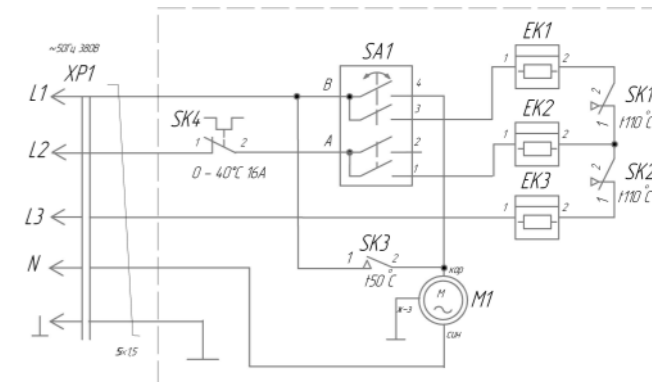 ~50Гц 380В
XP1
L1
L2
L3
N
5x1.5
SK4
1 2
0 - 40°C 16A
SA1
B
A
4
3
2
1
EK1
1 2
EK2
1 2
EK3
1 2
SK1
2
1
t110°C
SK2
2
1
t110°C
SK3
1 2
t50°C
кор
M
~
M1
ж-з
син